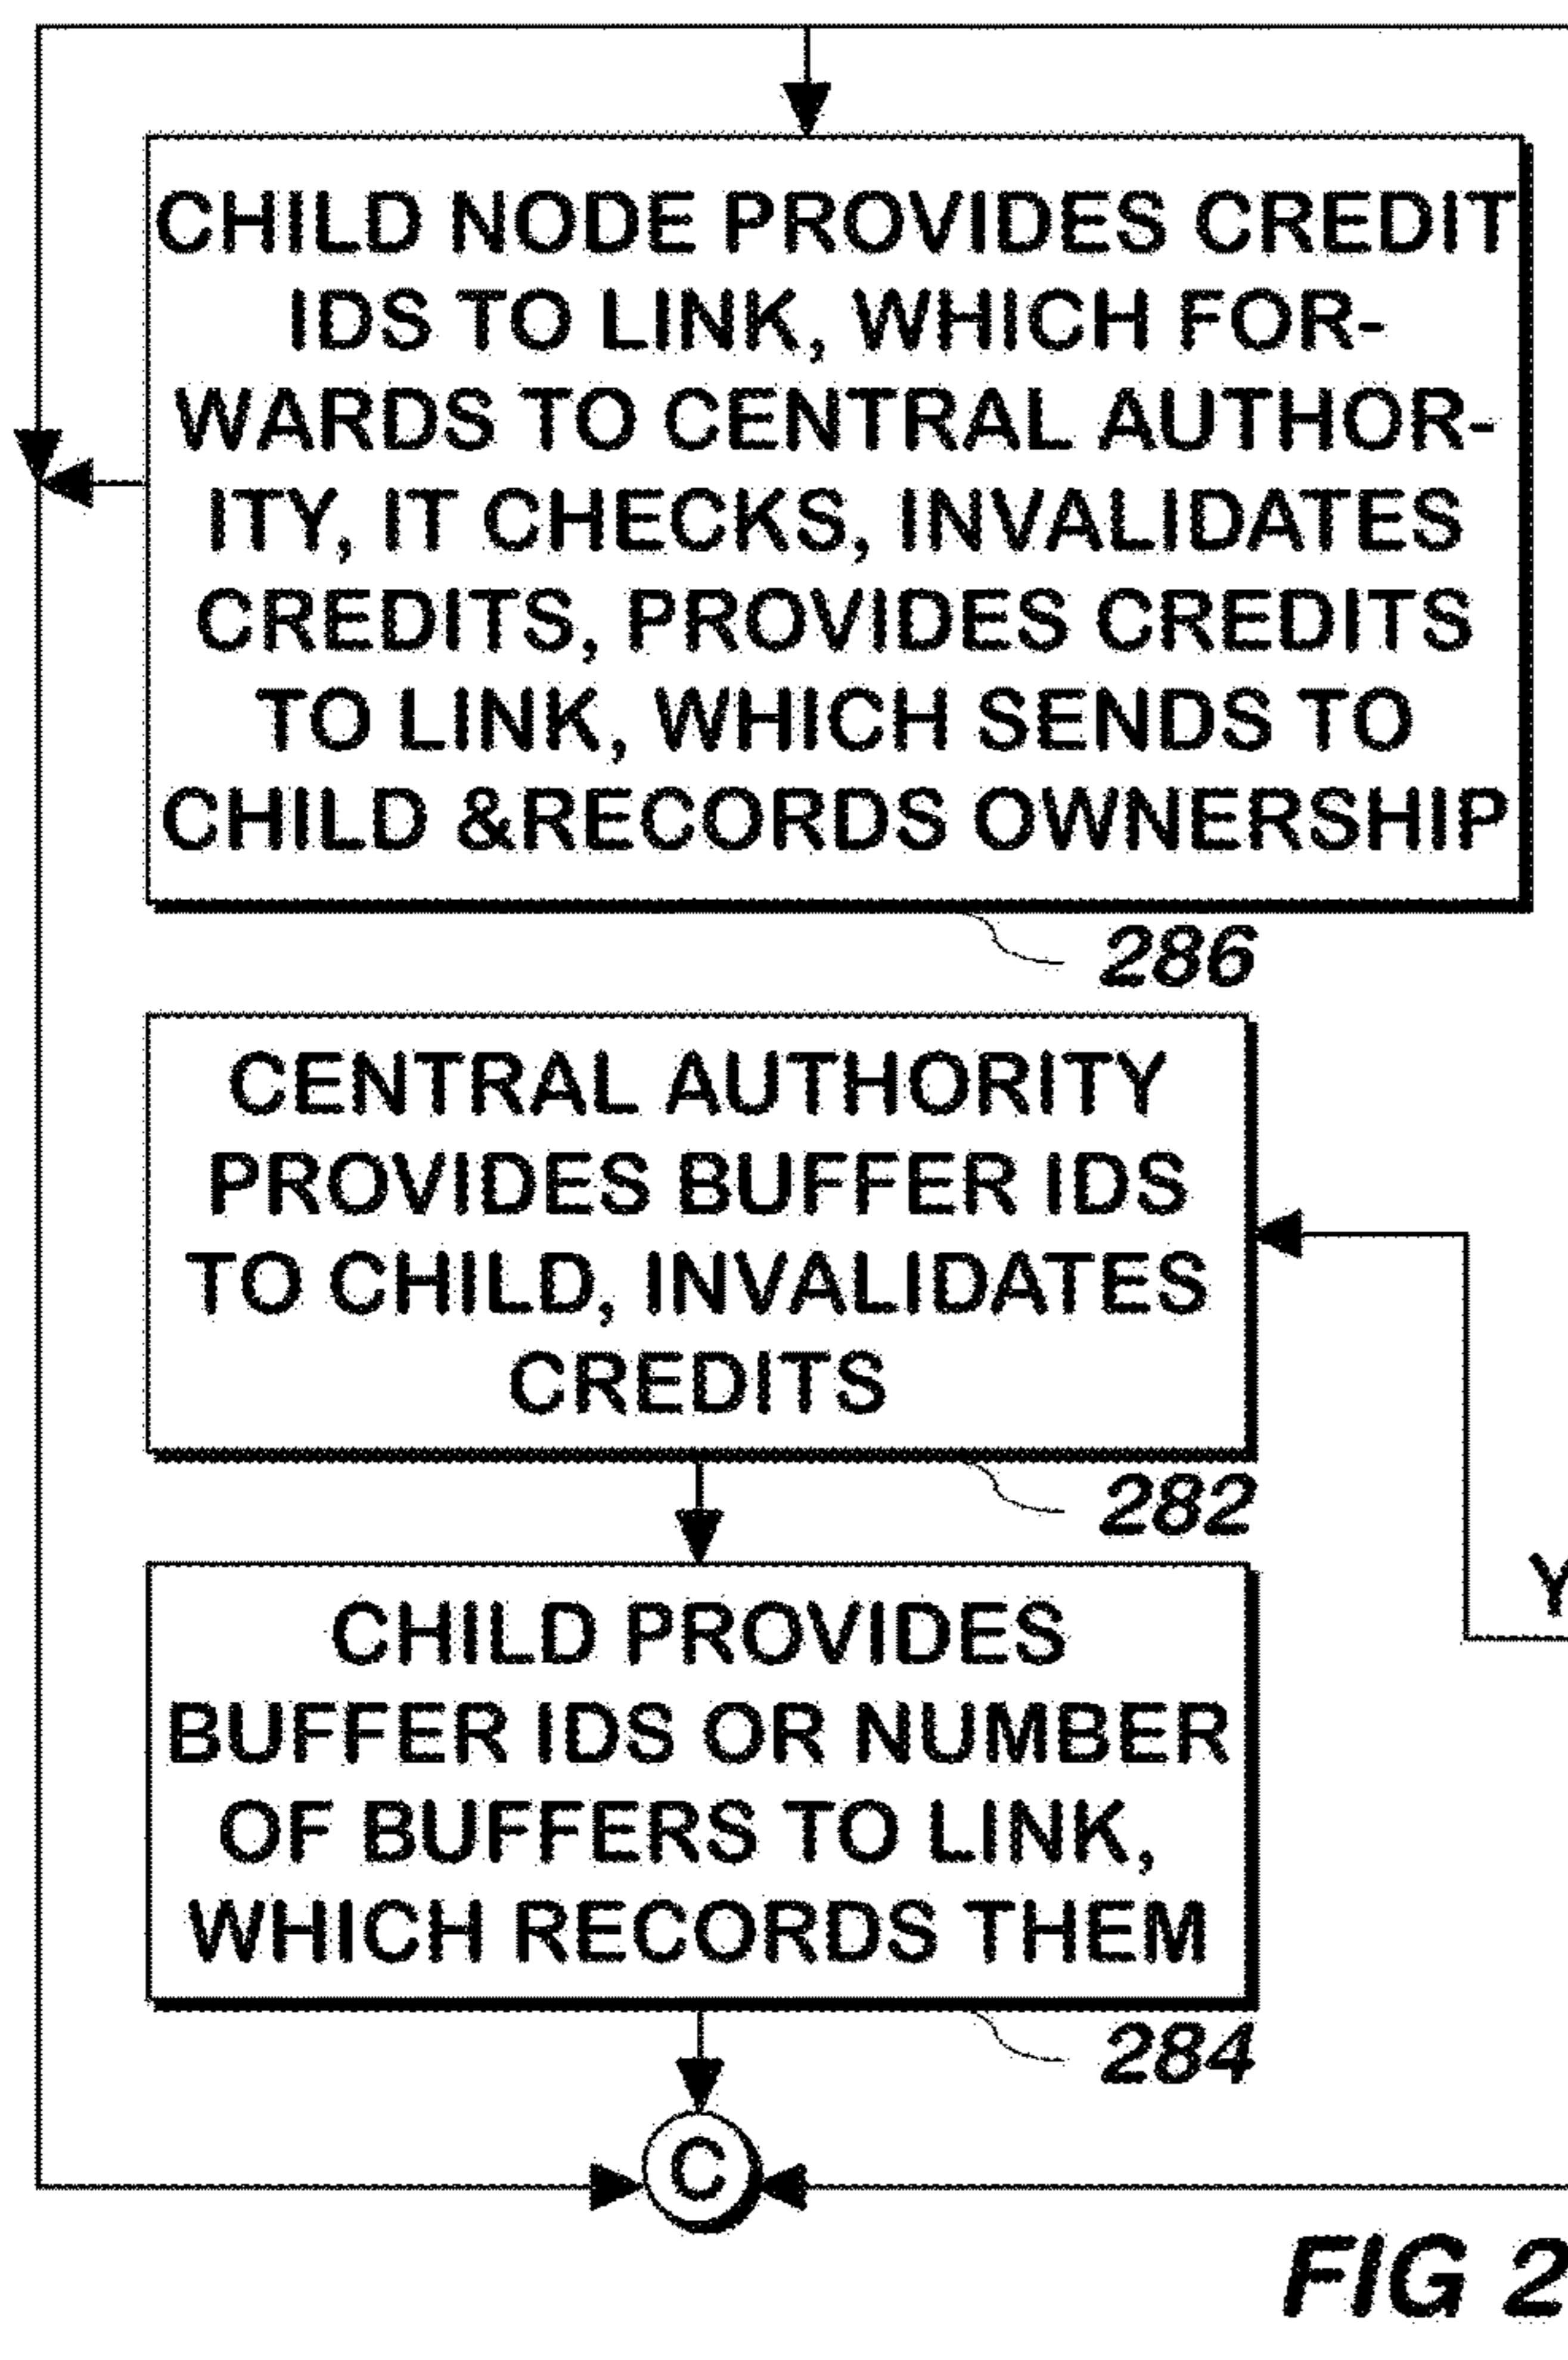 CHILD NODE PROVIDES CREDIT
IDS TO LINK, WHICH FOR-
WARDS TO CENTRAL AUTHOR-
ITY, IT CHECKS, INVALIDATES
CREDITS, PROVIDES CREDITS
TO LINK, WHICH SENDS TO
CHILD &RECORDS OWNERSHIP
286
CENTRAL AUTHORITY
PROVIDES BUFFER IDS
TO CHILD, INVALIDATES
CREDITS
282
Y
CHILD PROVIDES
BUFFER IDS OR NUMBER
OF BUFFERS TO LINK,
WHICH RECORDS THEM
284
C
FIG 2